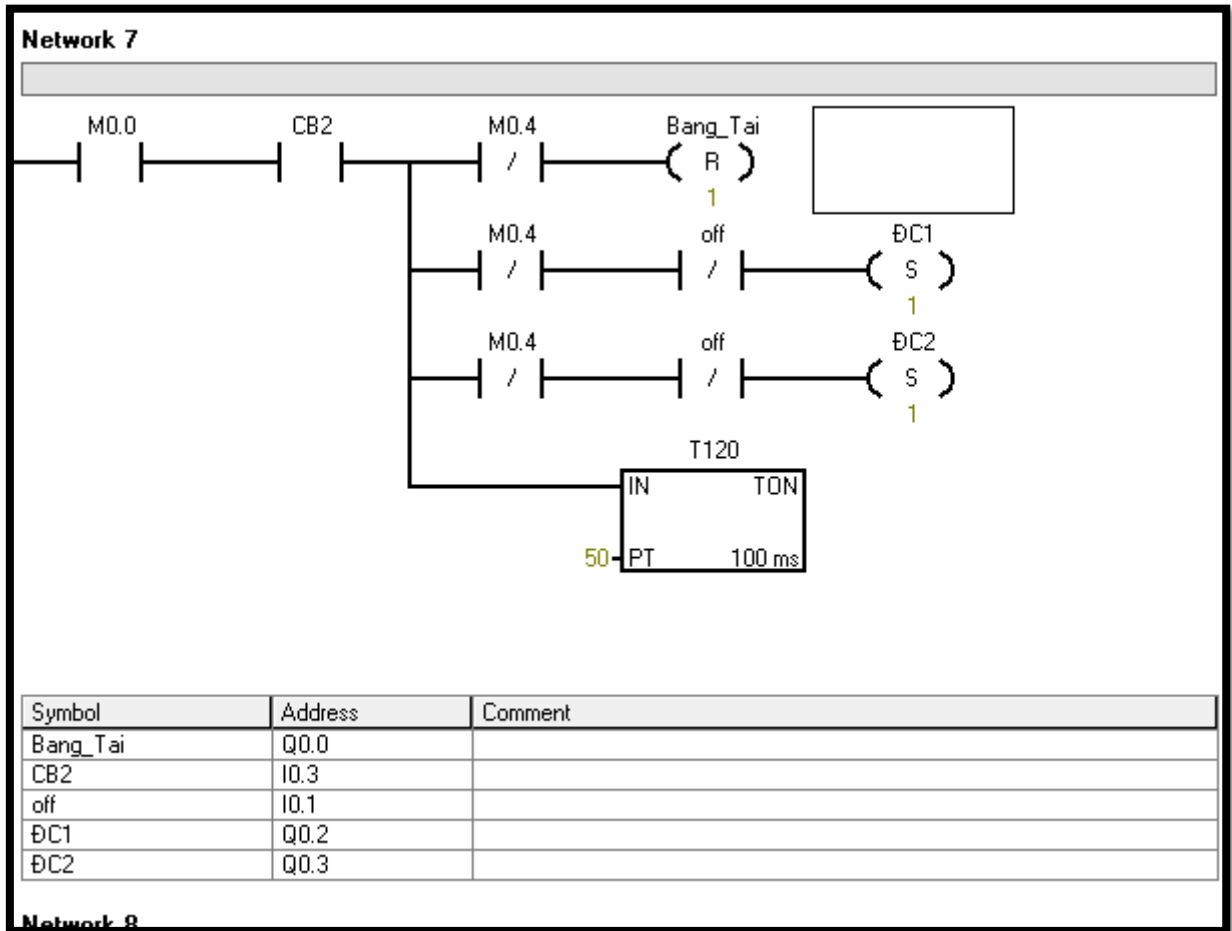 Network 7
M0.0 CB2 M0.4 Bang_Tai
/ R
1
M0.4 off ĐC1
/ / S
1
M0.4 off ĐC2
/ / S
1
T120
IN TON
50 PT 100 ms
Symbol Address Comment
Bang_Tai Q0.0
CB2 I0.3
off I0.1
ĐC1 Q0.2
ĐC2 Q0.3
Network 8